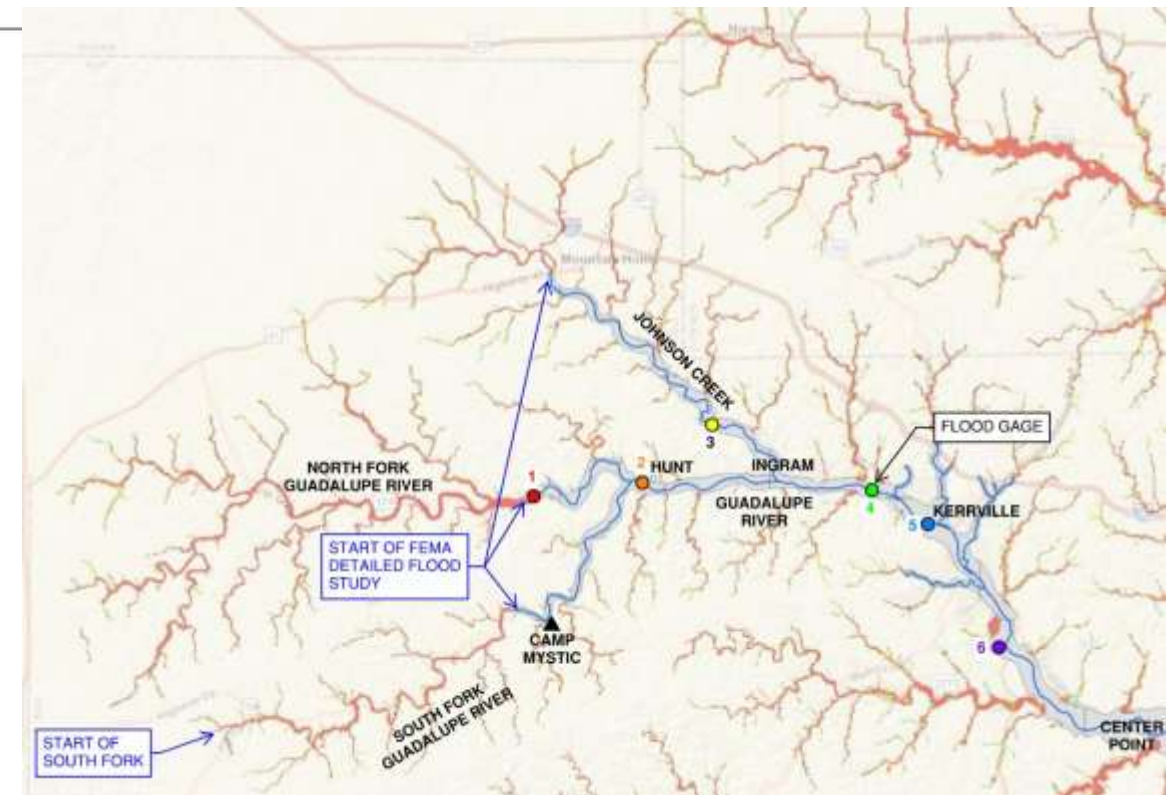 JOHNSON CREEK
3
FLOOD GAGE
NORTH FORK
GUADALUPE RIVER
1
2
HUNT
INGRAM
GUADALUPE
RIVER
4
5
KERRVILLE
START OF FEMA
DETAILED FLOOD
STUDY
CAMP
MYSTIC
6
SOUTH FORK
GUADALUPE RIVER
START OF
SOUTH FORK
CENTER
POINT